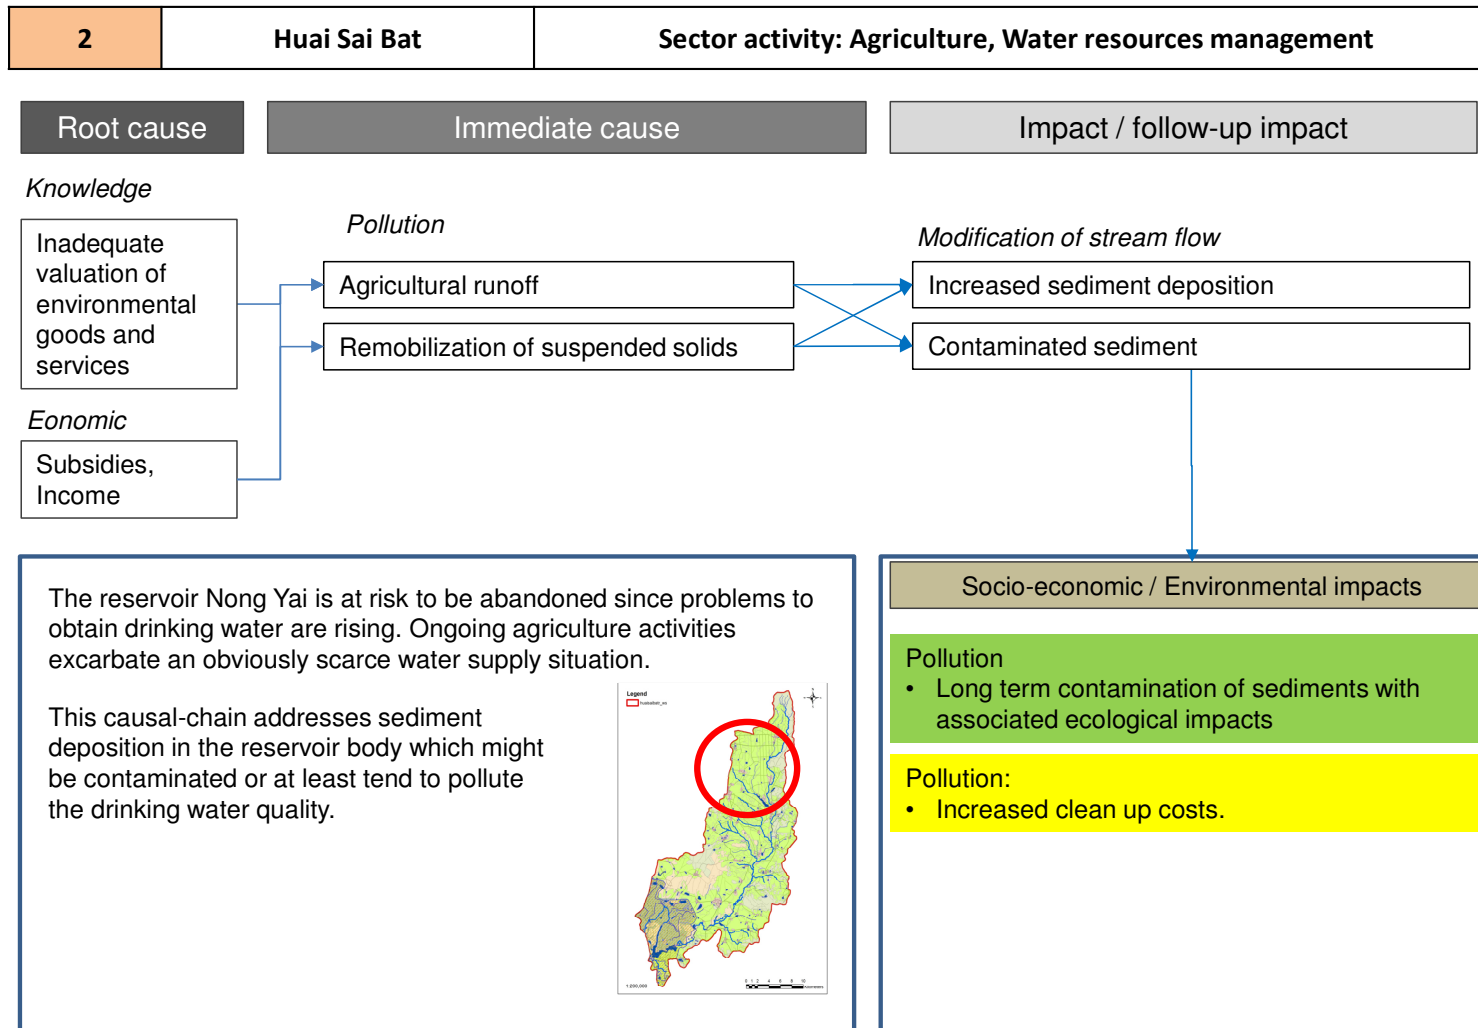 2
Huai Sai Bat
Sector activity: Agriculture, Water resources management
Root cause
Immediate cause
Impact / follow-up impact
Knowledge
Inadequate
valuation of
environmental
goods and
services
Eonomic
Subsidies,
Income
Pollution
Agricultural runoff
Remobilization of suspended solids
Modification of stream flow
Increased sediment deposition
Contaminated sediment
The reservoir Nong Yai is at risk to be abandoned since problems to
obtain drinking water are rising. Ongoing agriculture activities
excarbate an obviously scarce water supply situation.
This causal-chain addresses sediment
deposition in the reservoir body which might
be contaminated or at least tend to pollute
the drinking water quality.
Legend
1:200,000
Socio-economic / Environmental impacts
Pollution
• Long term contamination of sediments with
associated ecological impacts
Pollution:
• Increased clean up costs.